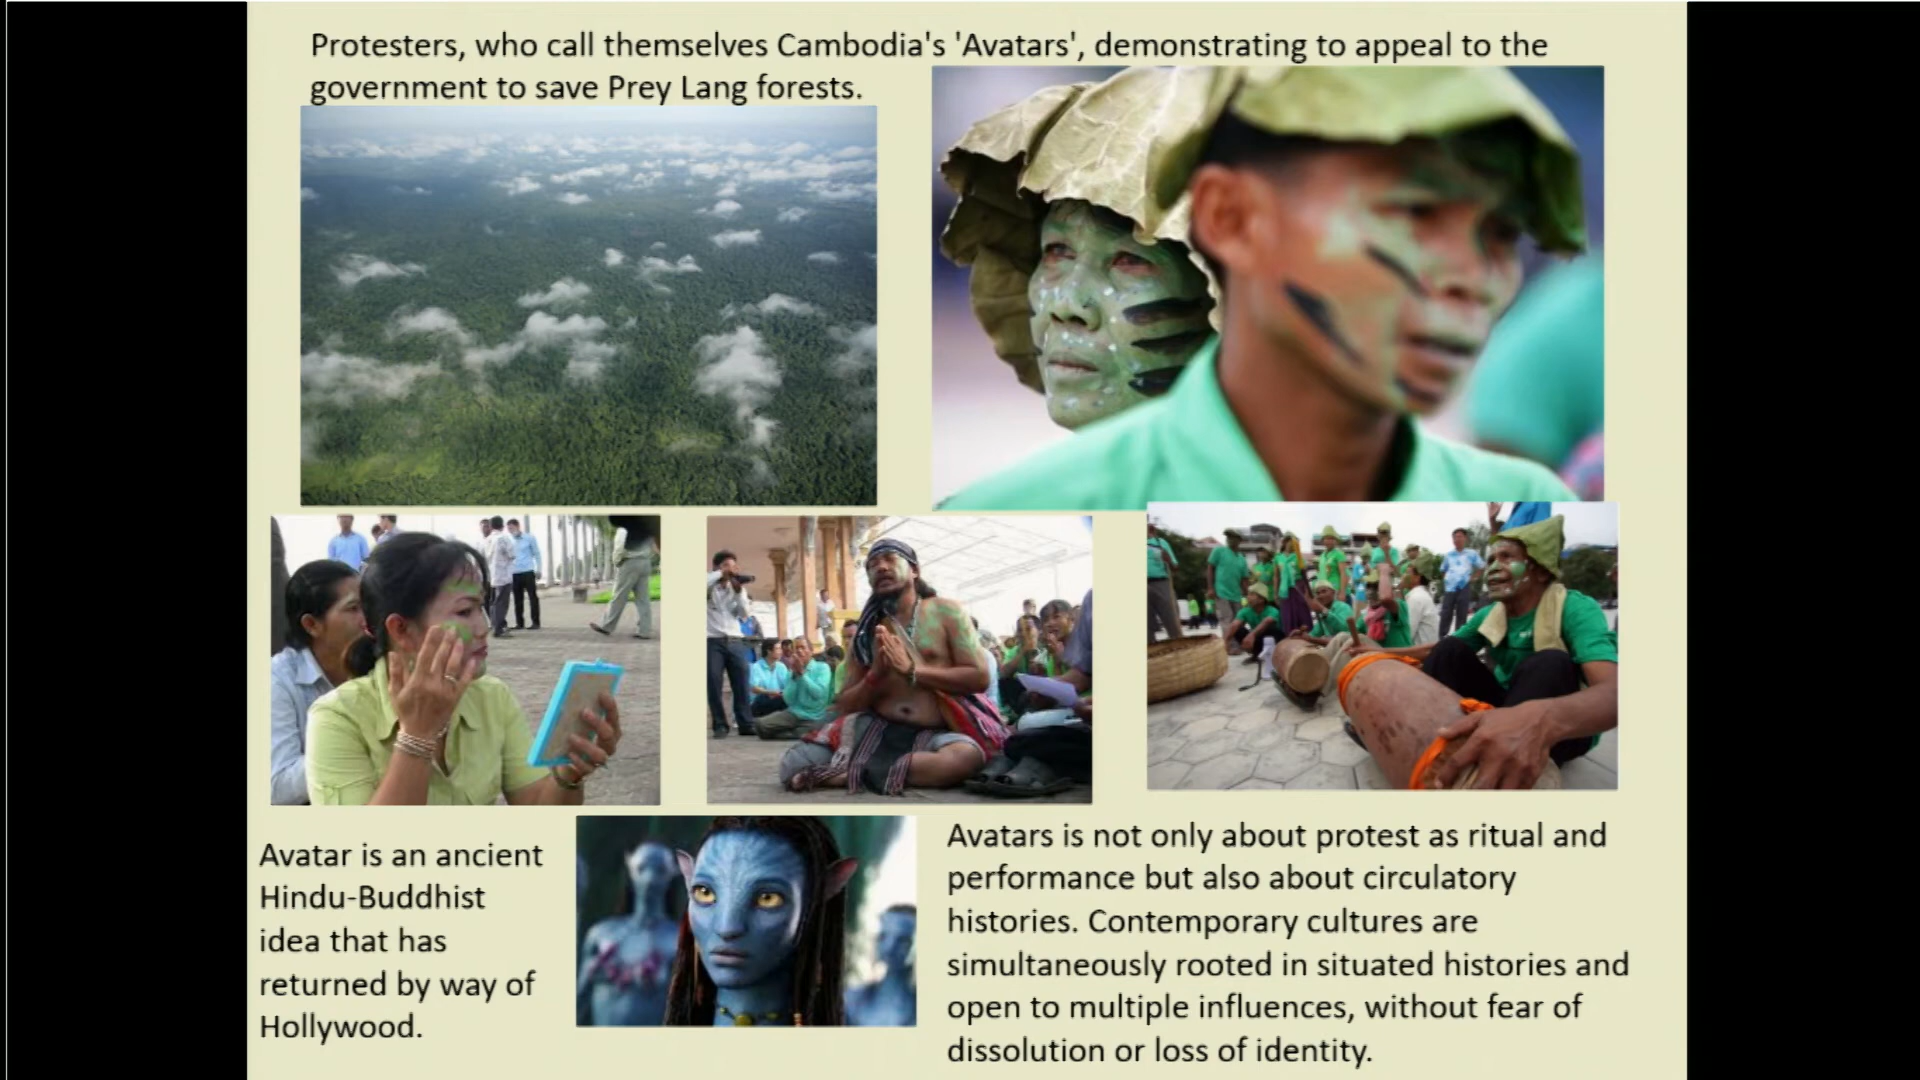 Protesters, who call themselves Cambodia's 'Avatars', demonstrating to appeal to the
government to save Prey Lang forests.
Avatar is an ancient
Hindu-Buddhist
idea that has
returned by way of
Hollywood.
Avatars is not only about protest as ritual and
performance but also about circulatory
histories. Contemporary cultures are
simultaneously rooted in situated histories and
open to multiple influences, without fear of
dissolution or loss of identity.